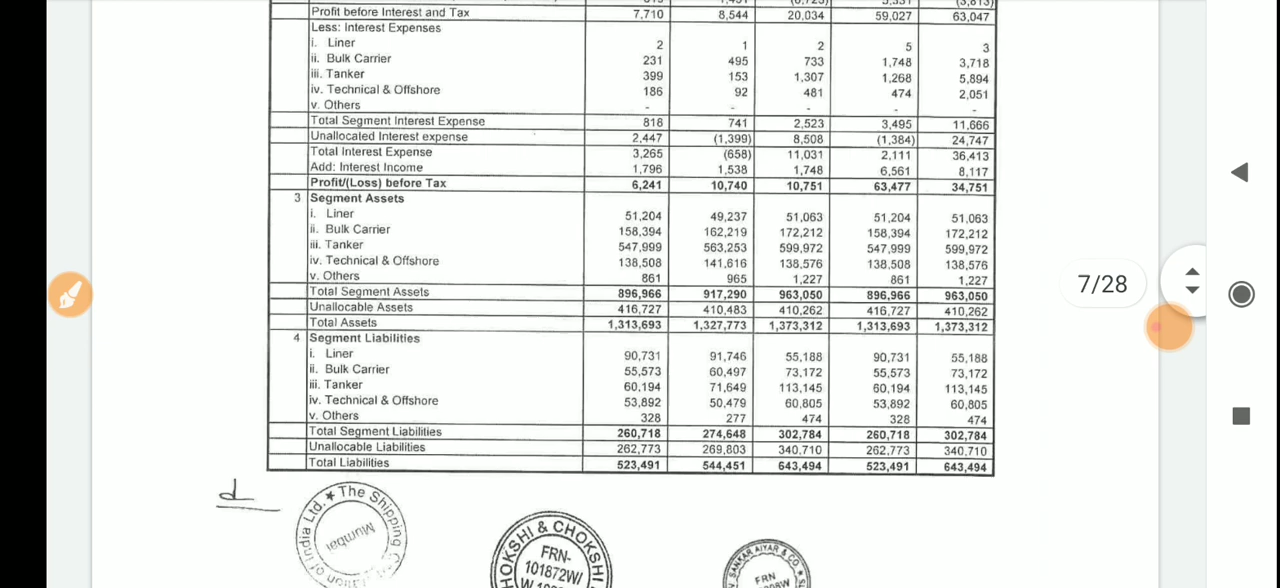 Profit before Interest and Tax 7,710 8,544 20,034 59,027 63,047
Less: Interest Expenses
i. Liner 2 1 2 5 3
ii. Bulk Carrier 231 495 733 1,748 3,718
iii. Tanker 399 153 1,307 1,268 5,894
iv. Technical & Offshore 186 92 481 474 2,051
v. Others - - - - -
Total Segment Interest Expense 818 741 2,523 3,495 11,666
Unallocated Interest expense 2,447 (1,399) 8,508 (1,384) 24,747
Total Interest Expense 3,265 (658) 11,031 2,111 36,413
Add: Interest Income 1,796 1,538 1,748 6,561 8,117
Profit/(Loss) before Tax 6,241 10,740 10,751 63,477 34,751
3 Segment Assets
i. Liner 51,204 49,237 51,063 51,204 51,063
ii. Bulk Carrier 158,394 162,219 172,212 158,394 172,212
iii. Tanker 547,999 563,253 599,972 547,999 599,972
iv. Technical & Offshore 138,508 141,616 138,576 138,508 138,576
v. Others 861 965 1,227 861 1,227
Total Segment Assets 896,966 917,290 963,050 896,966 963,050
Unallocable Assets 416,727 410,483 410,262 416,727 410,262
Total Assets 1,313,693 1,327,773 1,373,312 1,313,693 1,373,312
4 Segment Liabilities
i. Liner 90,731 91,746 55,188 90,731 55,188
ii. Bulk Carrier 55,573 60,497 73,172 55,573 73,172
iii. Tanker 60,194 71,649 113,145 60,194 113,145
iv. Technical & Offshore 53,892 50,479 60,805 53,892 60,805
v. Others 328 277 474 328 474
Total Segment Liabilities 260,718 274,648 302,784 260,718 302,784
Unallocable Liabilities 262,773 269,803 340,710 262,773 340,710
Total Liabilities 523,491 544,451 643,494 523,491 643,494
7/28
The Shipping
of India Ltd.
Mumbai
& CHOKSHI
FRN-
101872W/
SANKAR AIYAR & CO.
FRN